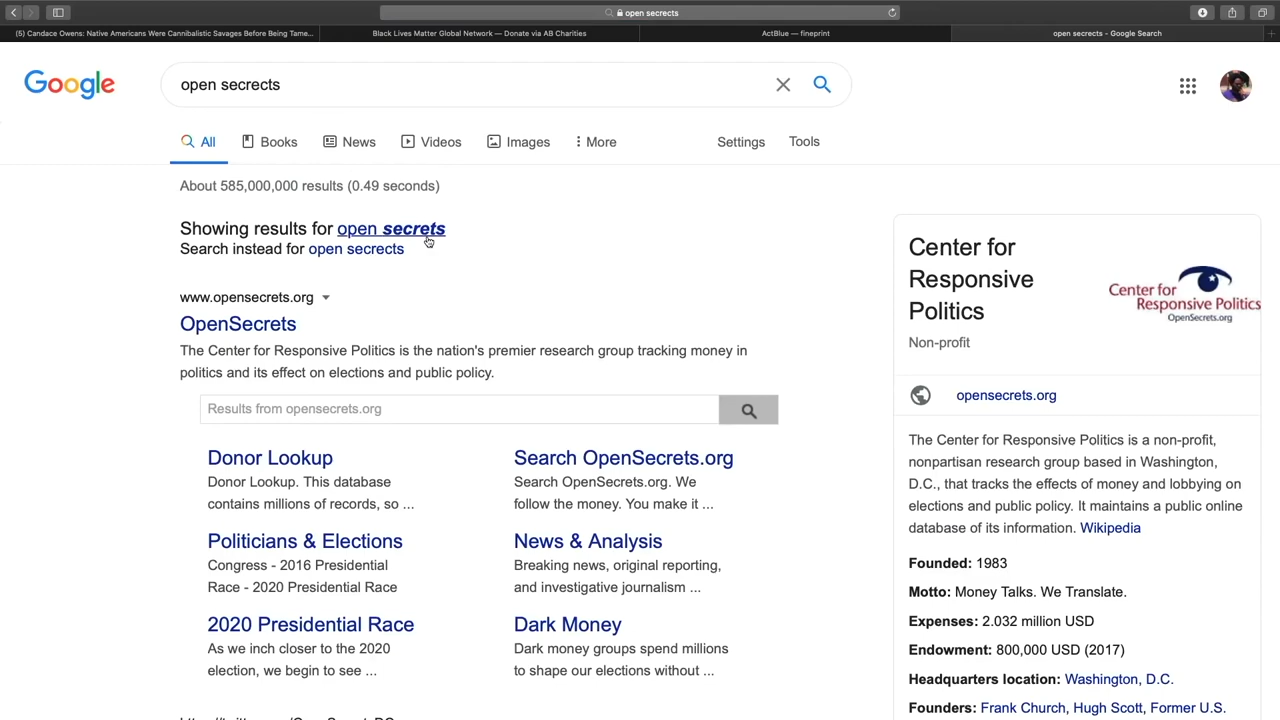 open secrects
(5) Candace Owens: Native Americans Were Cannibalistic Savages Before Being Tame...
Black Lives Matter Global Network — Donate via AB Charities
ActBlue — fineprint
open secrects - Google Search
Google
open secrects
All
Books
News
Videos
Images
More
Settings
Tools
About 585,000,000 results (0.49 seconds)
Showing results for open secrets
Search instead for open secrects
www.opensecrets.org
OpenSecrets
The Center for Responsive Politics is the nation's premier research group tracking money in
politics and its effect on elections and public policy.
Results from opensecrets.org
Donor Lookup
Donor Lookup. This database
contains millions of records, so ...
Search OpenSecrets.org
Search OpenSecrets.org. We
follow the money. You make it ...
Politicians & Elections
Congress - 2016 Presidential
Race - 2020 Presidential Race
News & Analysis
Breaking news, original reporting,
and investigative journalism ...
2020 Presidential Race
As we inch closer to the 2020
election, we begin to see ...
Dark Money
Dark money groups spend millions
to shape our elections without ...
Center for
Responsive
Politics
Non-profit
Center for
Responsive Politics
OpenSecrets.org
opensecrets.org
The Center for Responsive Politics is a non-profit,
nonpartisan research group based in Washington,
D.C., that tracks the effects of money and lobbying on
elections and public policy. It maintains a public online
database of its information. Wikipedia
Founded: 1983
Motto: Money Talks. We Translate.
Expenses: 2.032 million USD
Endowment: 800,000 USD (2017)
Headquarters location: Washington, D.C.
Founders: Frank Church, Hugh Scott, Former U.S.